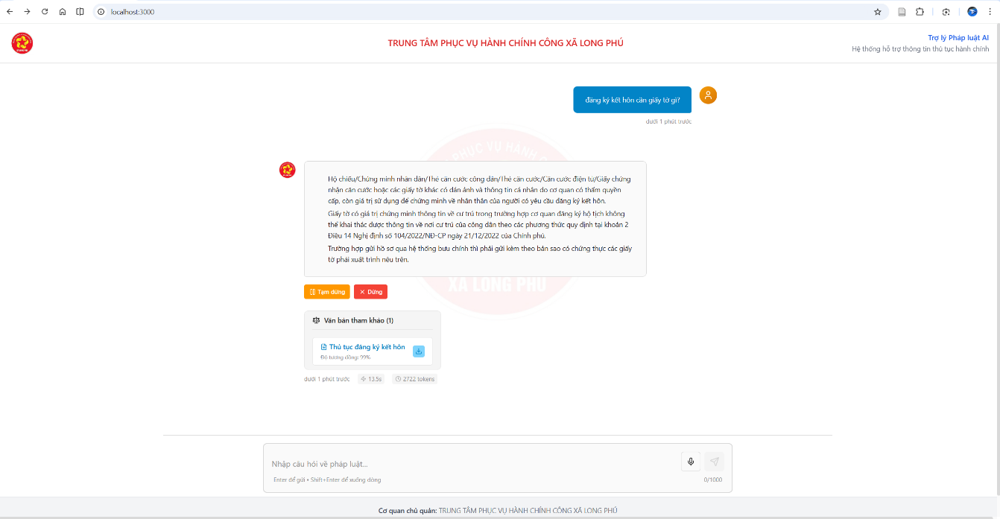 localhost:3000
TRUNG TÂM PHỤC VỤ HÀNH CHÍNH CÔNG XÃ LONG PHÚ
Trợ lý Pháp luật AI
Hệ thống hỗ trợ thông tin thủ tục hành chính
đăng ký kết hôn cần giấy tờ gì?
dưới 1 phút trước
Hộ chiếu/Chứng minh nhân dân/Thẻ căn cước công dân/Thẻ căn cước/Căn cước điện tử/Giấy chứng
nhận căn cước hoặc các giấy tờ khác có dán ảnh và thông tin cá nhân do cơ quan có thẩm quyền
cấp, còn giá trị sử dụng để chứng minh về nhân thân của người có yêu cầu đăng ký kết hôn.
Giấy tờ có giá trị chứng minh thông tin về cư trú trong trường hợp cơ quan đăng ký hộ tịch không
thể khai thác được thông tin về nơi cư trú của công dân theo các phương thức quy định tại khoản 2
Điều 14 Nghị định số 104/2022/NĐ-CP ngày 21/12/2022 của Chính phủ.
Trường hợp gửi hồ sơ qua hệ thống bưu chính thì phải gửi kèm theo bản sao có chứng thực các giấy
tờ phải xuất trình nêu trên.
XÃ LONG PHÚ
Tạm dừng
Dừng
Văn bản tham khảo (1)
Thủ tục đăng ký kết hôn
Độ tương đồng: 99%
dưới 1 phút trước
13.5s
2722 tokens
Nhập câu hỏi về pháp luật...
Enter để gửi • Shift+Enter để xuống dòng
0/1000
Cơ quan chủ quản: TRUNG TÂM PHỤC VỤ HÀNH CHÍNH CÔNG XÃ LONG PHÚ